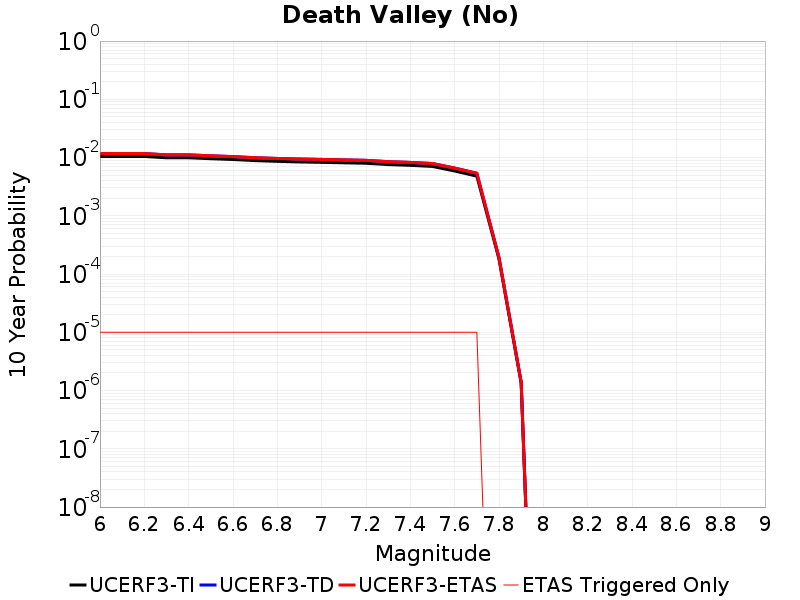 Death Valley (No)
10 Year Probability
10^0
10^-1
10^-2
10^-3
10^-4
10^-5
10^-6
10^-7
10^-8
6 6.2 6.4 6.6 6.8 7 7.2 7.4 7.6 7.8 8 8.2 8.4 8.6 8.8 9
Magnitude
UCERF3-TI UCERF3-TD UCERF3-ETAS ETAS Triggered Only